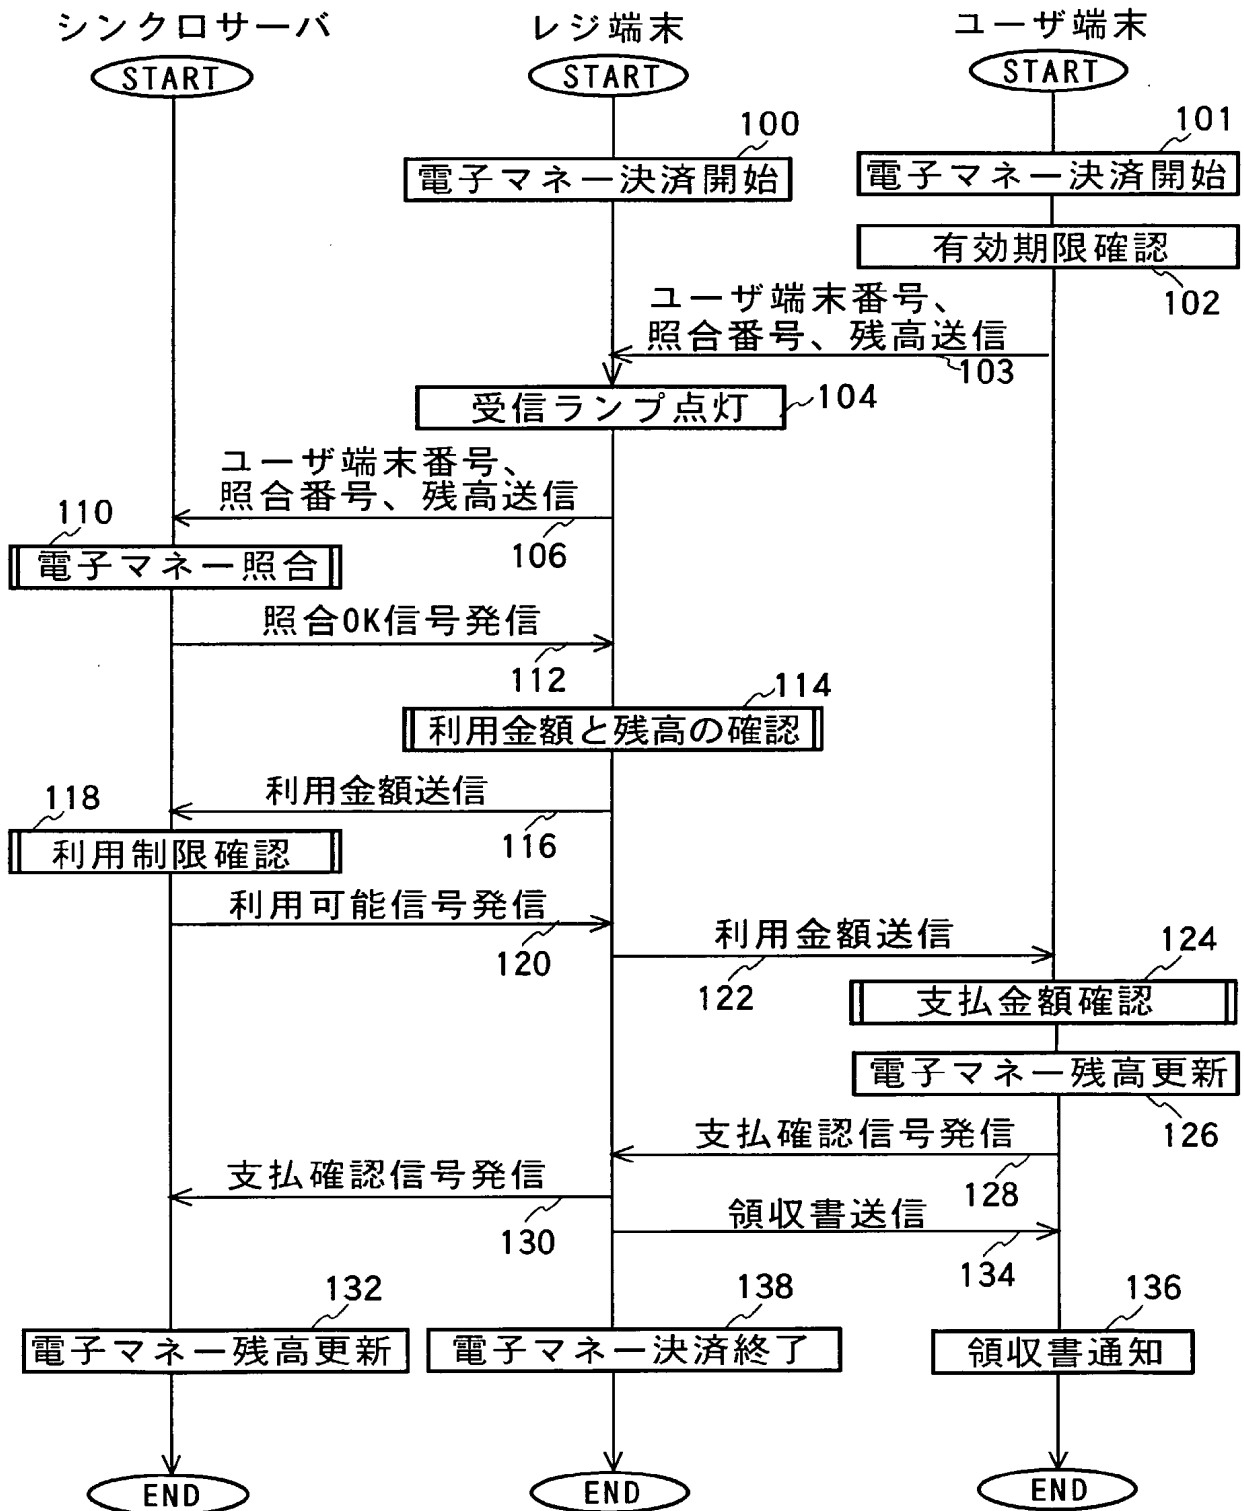 シンクロサーバ
レジ端末
ユーザ端末
START
START
START
100
101
電子マネー決済開始
電子マネー決済開始
有効期限確認
102
ユーザ端末番号、
照合番号、残高送信
103
受信ランプ点灯
104
ユーザ端末番号、
照合番号、残高送信
106
110
電子マネー照合
照合OK信号発信
112
114
利用金額と残高の確認
利用金額送信
116
118
利用制限確認
利用可能信号発信
120
利用金額送信
122
124
支払金額確認
電子マネー残高更新
126
支払確認信号発信
128
支払確認信号発信
130
領収書送信
134
132
138
136
電子マネー残高更新
電子マネー決済終了
領収書通知
END
END
END